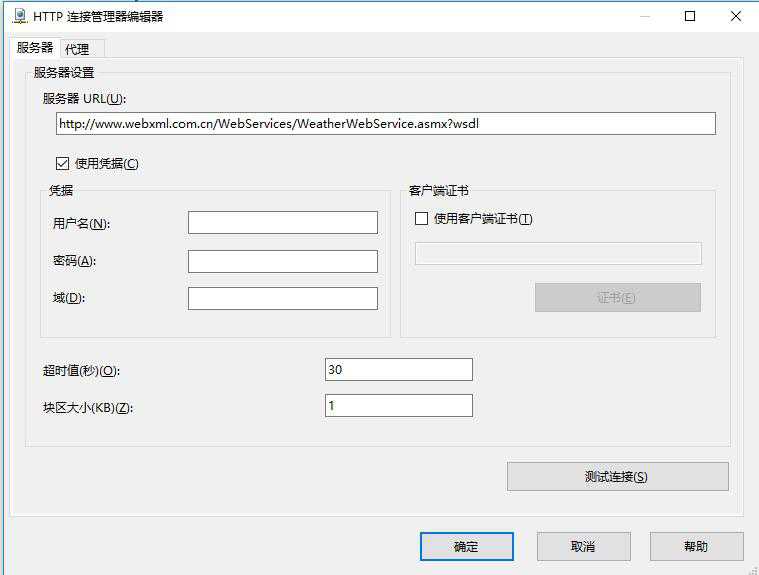 HTTP 连接管理器编辑器
服务器 代理
服务器设置
服务器 URL(U):
http://www.webxml.com.cn/WebServices/WeatherWebService.asmx?wsdl
使用凭据(C)
凭据
用户名(N):
密码(A):
域(D):
客户端证书
使用客户端证书(T)
证书(E)
超时值(秒)(O):
30
块区大小(KB)(Z):
1
测试连接(S)
确定 取消 帮助